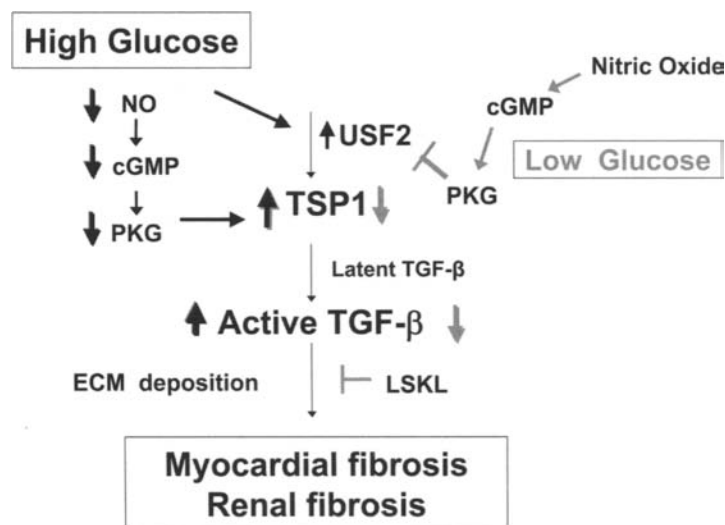 High Glucose
NO
cGMP
PKG
USF2
TSP1
Latent TGF-β
Active TGF-β
ECM deposition
LSKL
Nitric Oxide
cGMP
PKG
Low Glucose
Myocardial fibrosis
Renal fibrosis